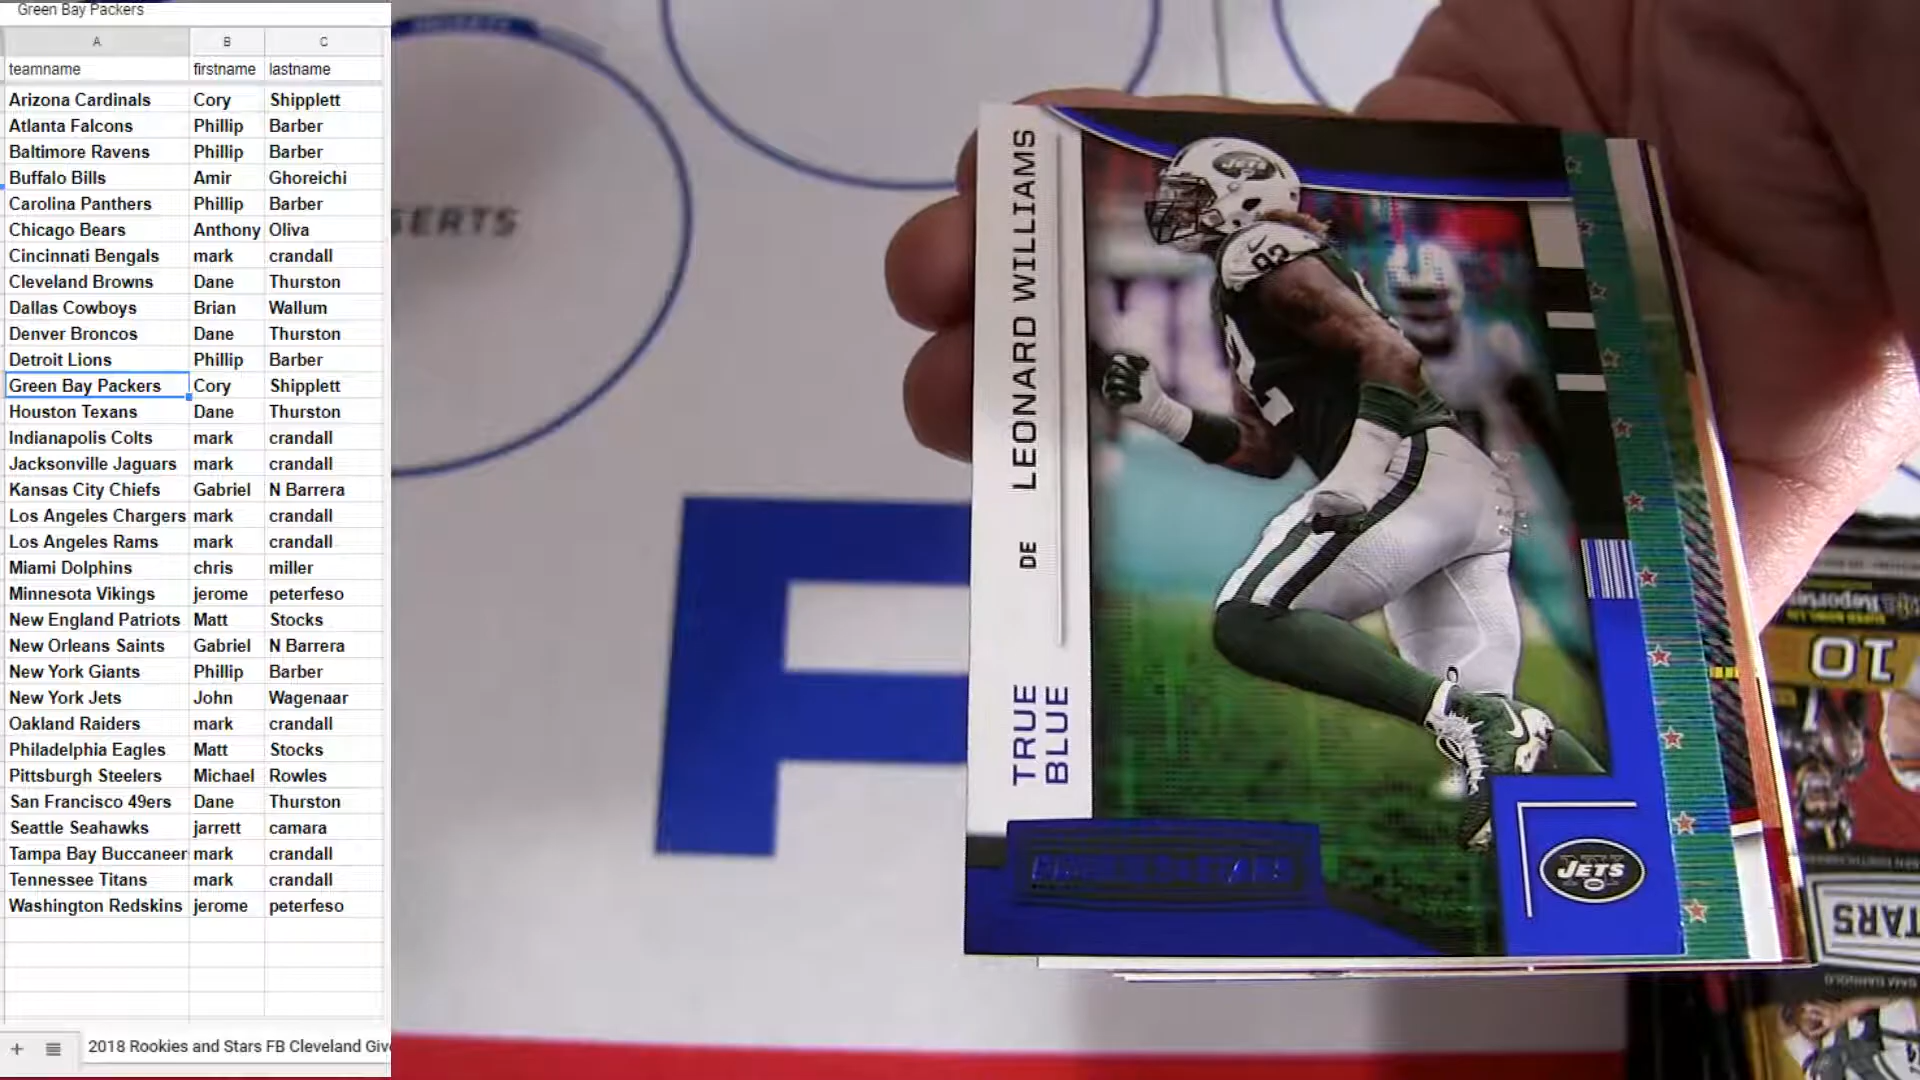 Green Bay Packers
A B C
teamname firstname lastname
Arizona Cardinals Cory Shipplett
Atlanta Falcons Phillip Barber
Baltimore Ravens Phillip Barber
Buffalo Bills Amir Ghoreichi
Carolina Panthers Phillip Barber
Chicago Bears Anthony Oliva
Cincinnati Bengals mark crandall
Cleveland Browns Dane Thurston
Dallas Cowboys Brian Wallum
Denver Broncos Dane Thurston
Detroit Lions Phillip Barber
Green Bay Packers Cory Shipplett
Houston Texans Dane Thurston
Indianapolis Colts mark crandall
Jacksonville Jaguars mark crandall
Kansas City Chiefs Gabriel N Barrera
Los Angeles Chargers mark crandall
Los Angeles Rams mark crandall
Miami Dolphins chris miller
Minnesota Vikings jerome peterfeso
New England Patriots Matt Stocks
New Orleans Saints Gabriel N Barrera
New York Giants Phillip Barber
New York Jets John Wagenaar
Oakland Raiders mark crandall
Philadelphia Eagles Matt Stocks
Pittsburgh Steelers Michael Rowles
San Francisco 49ers Dane Thurston
Seattle Seahawks jarrett camara
Tampa Bay Buccaneer mark crandall
Tennessee Titans mark crandall
Washington Redskins jerome peterfeso
2018 Rookies and Stars FB Cleveland Giv
LEONARD WILLIAMS
DE
TRUE
BLUE
JETS
92
JETS
10
STARS